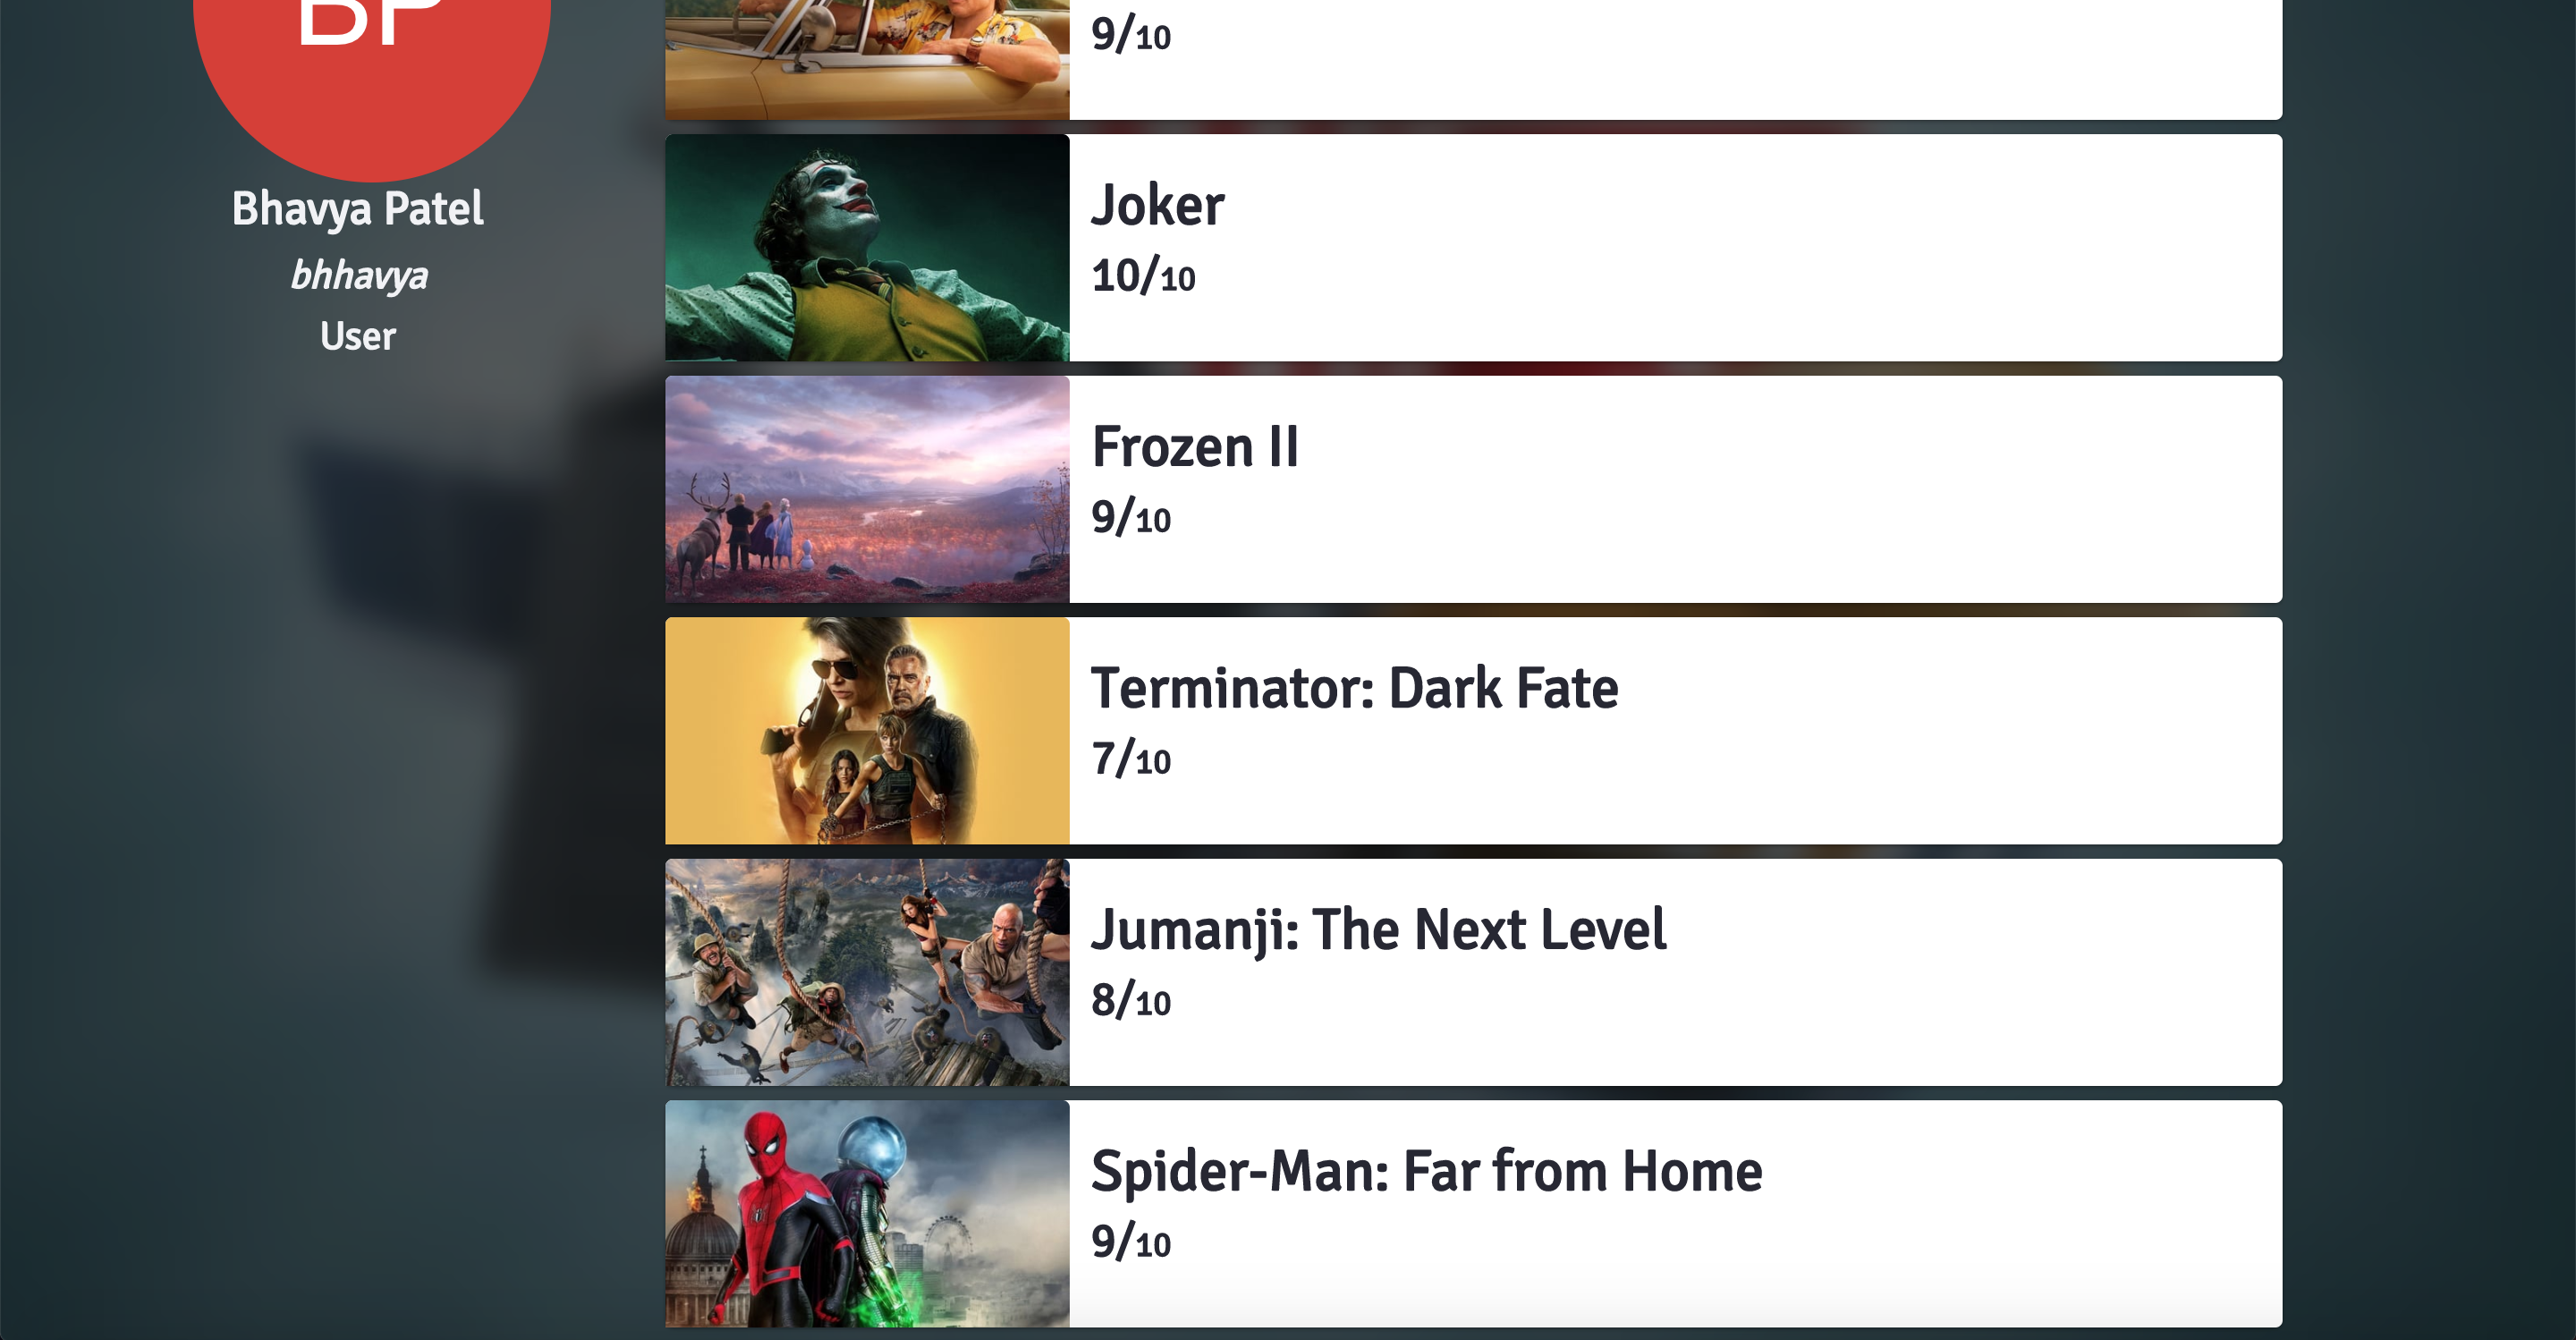 BP
Bhavya Patel
bhhavya
User
9/10
Joker
10/10
Frozen II
9/10
Terminator: Dark Fate
7/10
Jumanji: The Next Level
8/10
Spider-Man: Far from Home
9/10